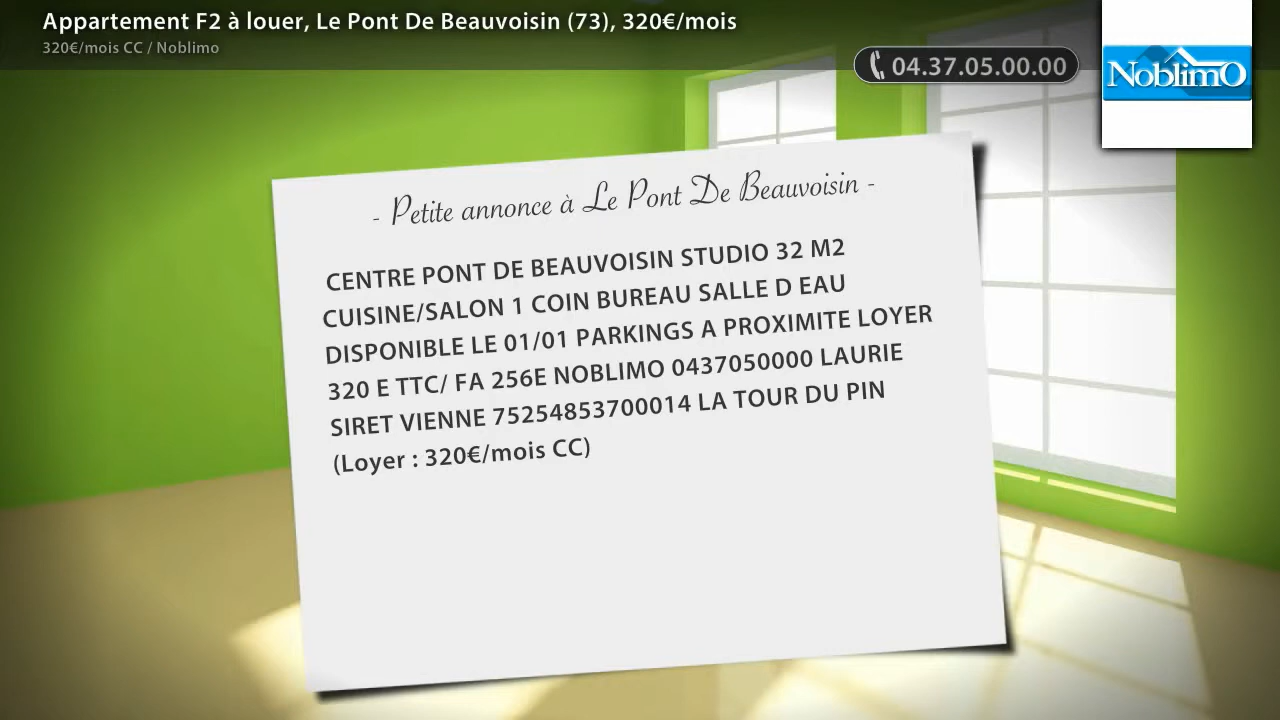 Appartement F2 à louer, Le Pont De Beauvoisin (73), 320€/mois
320€/mois CC / Noblimo
04.37.05.00.00
NoblimO
- Petite annonce à Le Pont De Beauvoisin -
CENTRE PONT DE BEAUVOISIN STUDIO 32 M2
CUISINE/SALON 1 COIN BUREAU SALLE D EAU
DISPONIBLE LE 01/01 PARKINGS A PROXIMITE LOYER
320 E TTC/ FA 256E NOBLIMO 0437050000 LAURIE
SIRET VIENNE 75254853700014 LA TOUR DU PIN
(Loyer : 320€/mois CC)